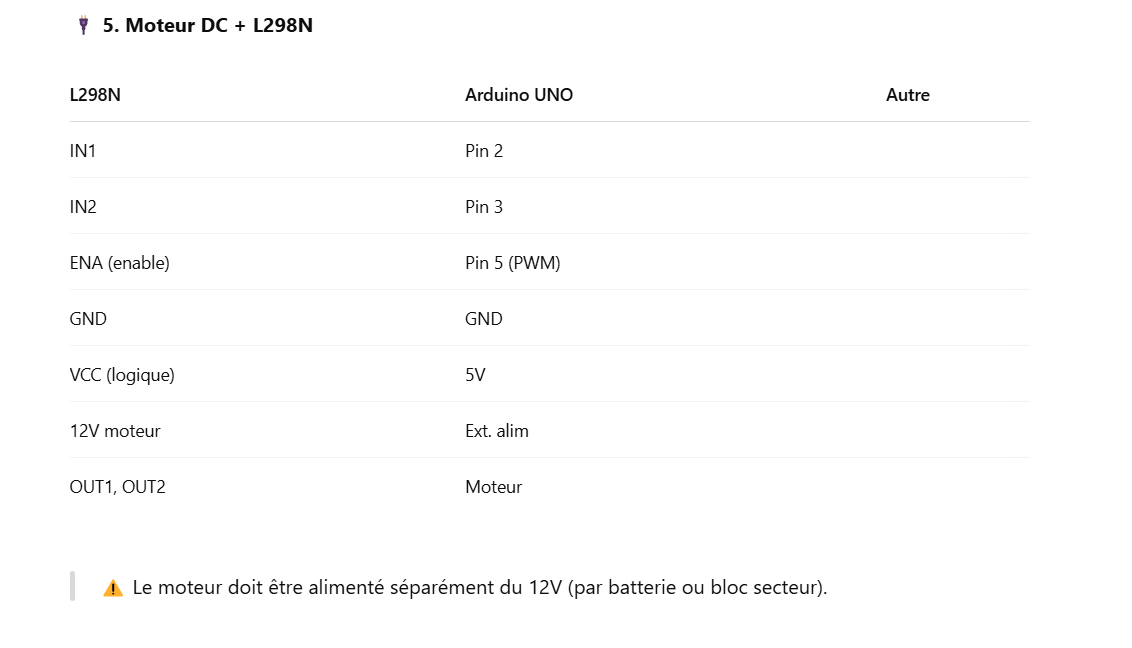 🔌 5. Moteur DC + L298N
L298N Arduino UNO Autre
IN1 Pin 2
IN2 Pin 3
ENA (enable) Pin 5 (PWM)
GND GND
VCC (logique) 5V
12V moteur Ext. alim
OUT1, OUT2 Moteur
⚠️ Le moteur doit être alimenté séparément du 12V (par batterie ou bloc secteur).